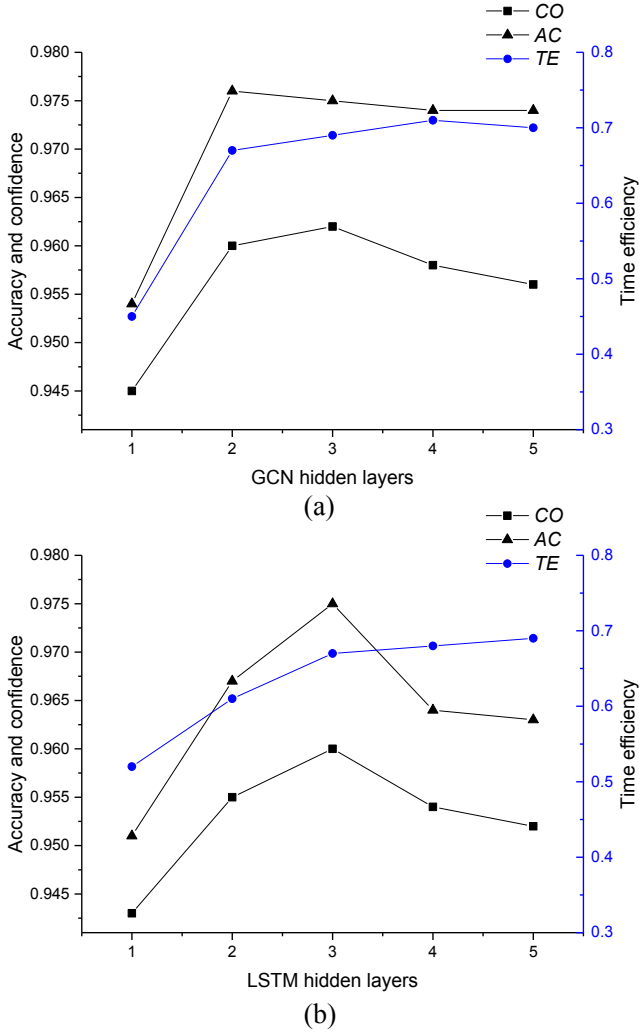 CO
AC
TE
0.980
0.975
0.970
0.965
0.960
0.955
0.950
0.945
Accuracy and confidence
0.8
0.7
0.6
0.5
0.4
0.3
Time efficiency
1 2 3 4 5
GCN hidden layers
(a)
CO
AC
TE
0.980
0.975
0.970
0.965
0.960
0.955
0.950
0.945
Accuracy and confidence
0.8
0.7
0.6
0.5
0.4
0.3
Time efficiency
1 2 3 4 5
LSTM hidden layers
(b)